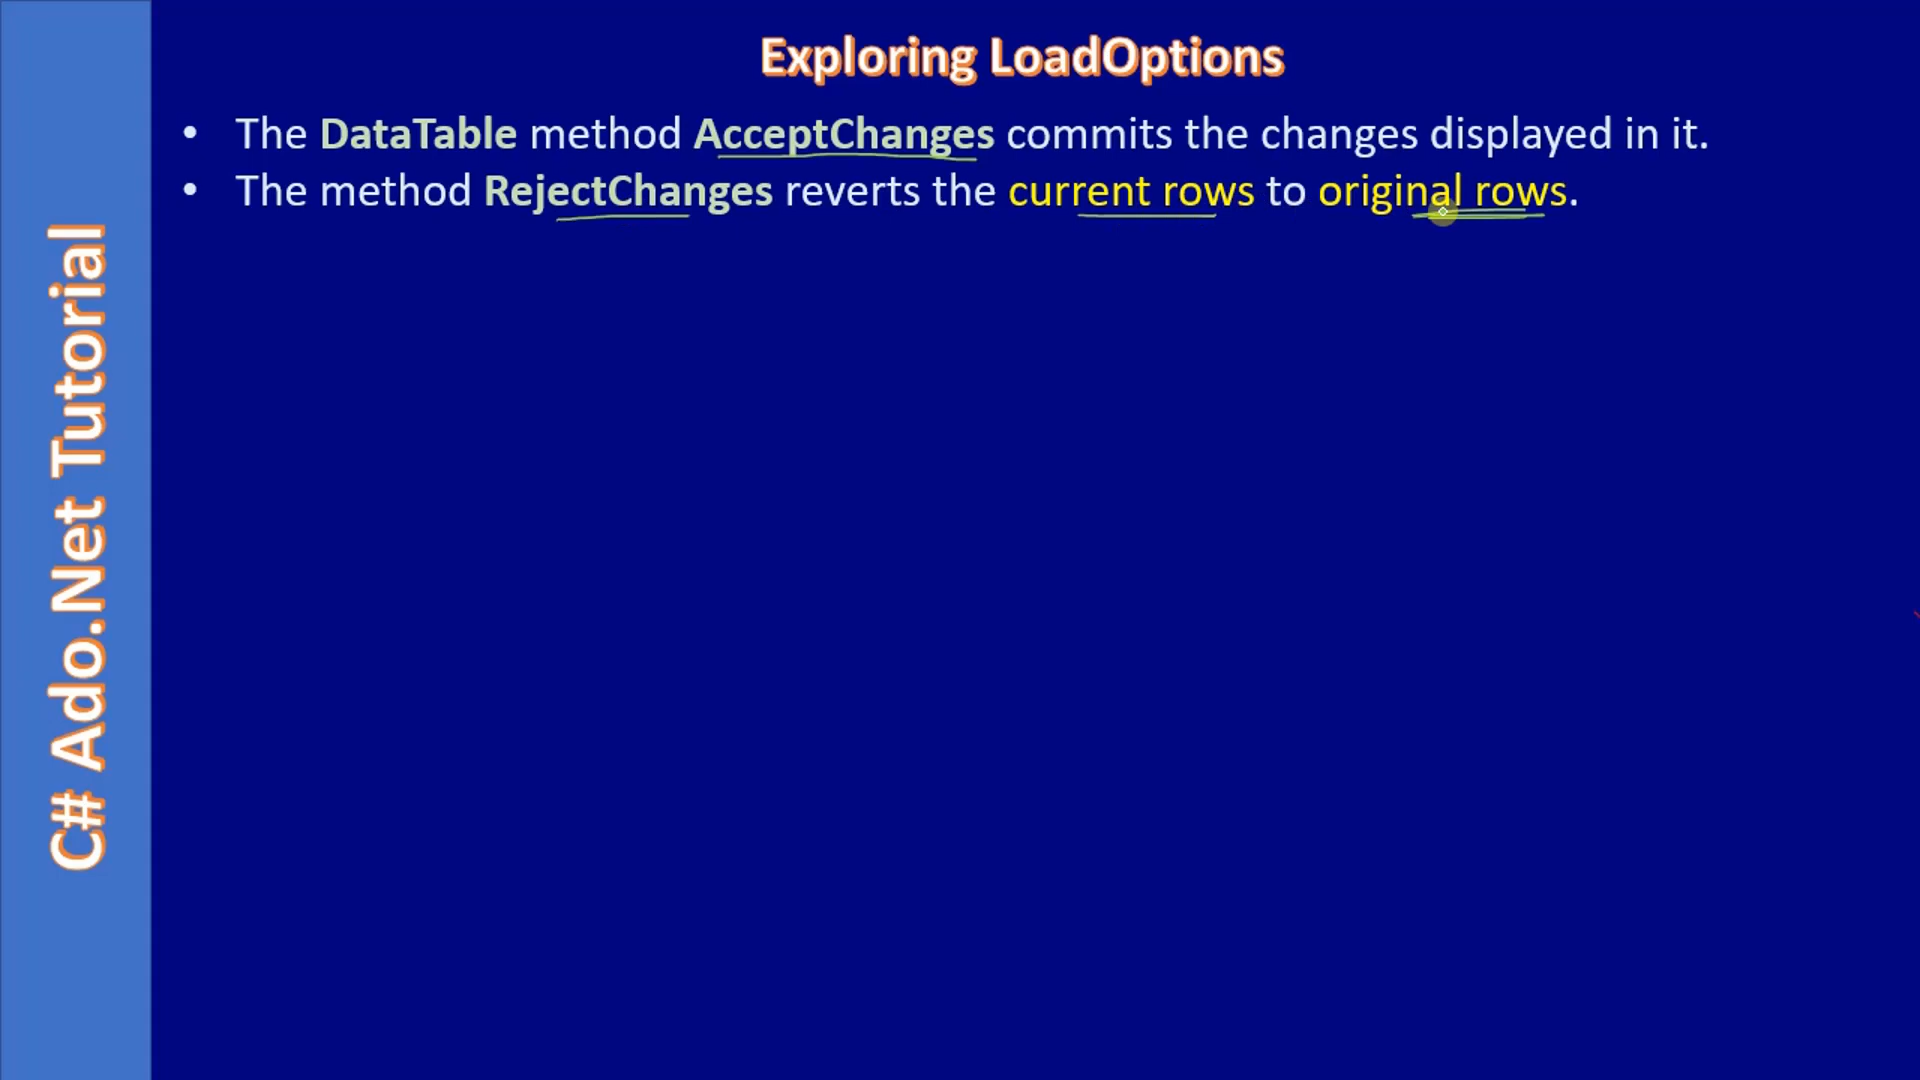 Exploring LoadOptions
• The DataTable method AcceptChanges commits the changes displayed in it.
• The method RejectChanges reverts the current rows to original rows.
C# Ado.Net Tutorial